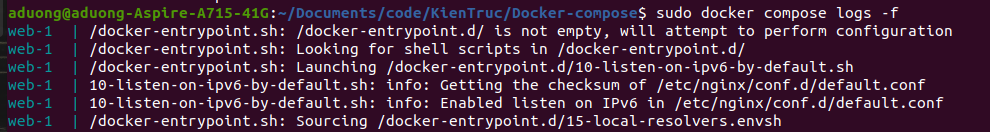 aduong@aduong-Aspire-A715-41G:~/Documents/code/KienTruc/Docker-compose$ sudo docker compose logs -f
web-1  | /docker-entrypoint.sh: /docker-entrypoint.d/ is not empty, will attempt to perform configuration
web-1  | /docker-entrypoint.sh: Looking for shell scripts in /docker-entrypoint.d/
web-1  | /docker-entrypoint.sh: Launching /docker-entrypoint.d/10-listen-on-ipv6-by-default.sh
web-1  | 10-listen-on-ipv6-by-default.sh: info: Getting the checksum of /etc/nginx/conf.d/default.conf
web-1  | 10-listen-on-ipv6-by-default.sh: info: Enabled listen on IPv6 in /etc/nginx/conf.d/default.conf
web-1  | /docker-entrypoint.sh: Sourcing /docker-entrypoint.d/15-local-resolvers.envsh